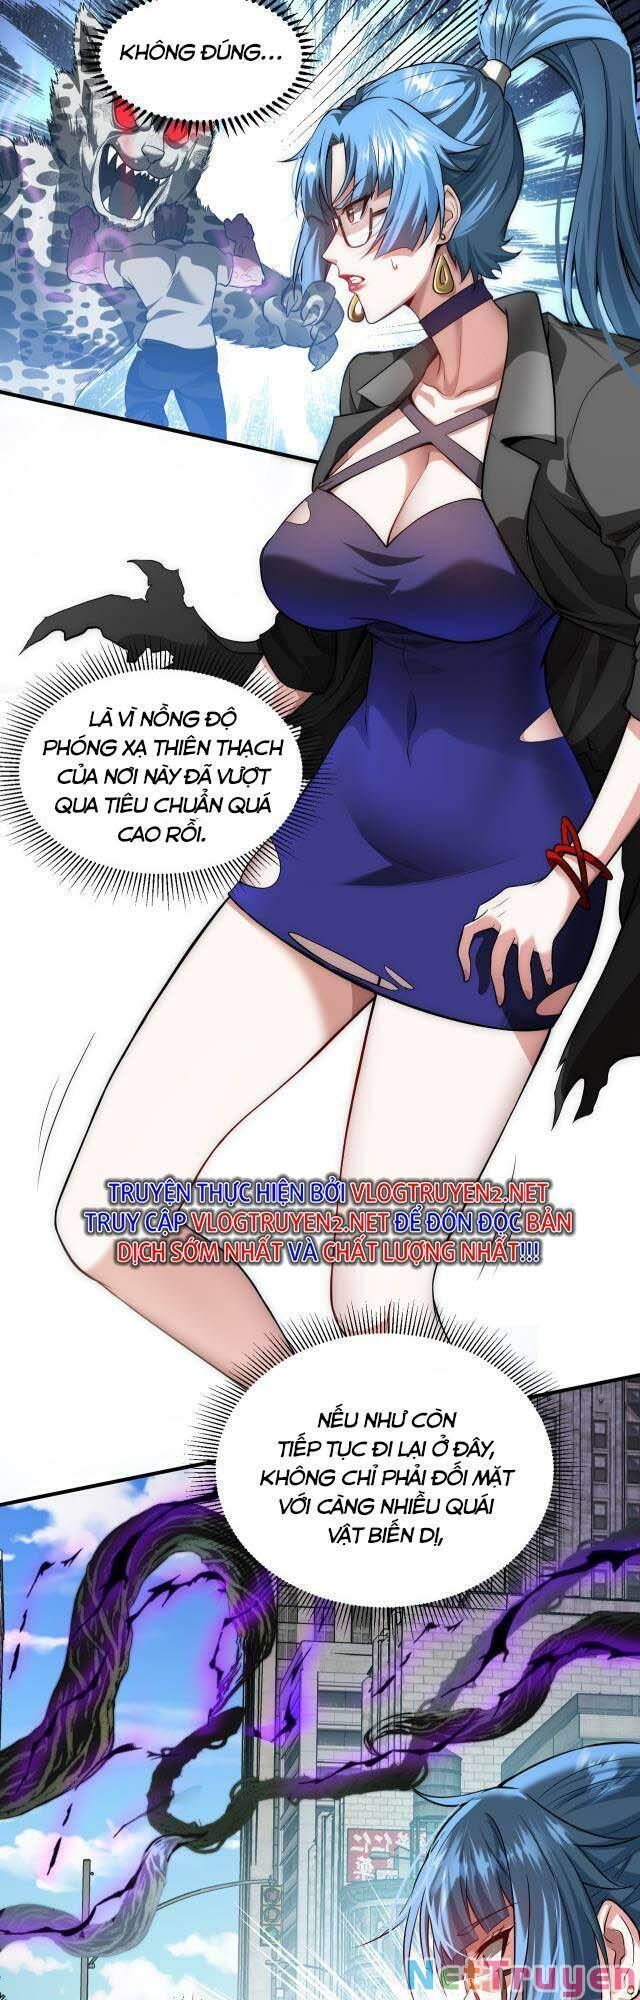 KHÔNG ĐÚNG...
LÀ VÌ NỒNG ĐỘ
PHÓNG XẠ THIÊN THẠCH
CỦA NƠI NÀY ĐÃ VƯỢT
QUA TIÊU CHUẨN QUÁ
CAO RỒI.
TRUYỆN THỰC HIỆN BỞI VLOGTRUYEN2.NET
TRUY CẬP VLOGTRUYEN2.NET ĐỂ ĐÓN ĐỌC BẢN
DỊCH SỚM NHẤT VÀ CHẤT LƯỢNG NHẤT!!!
NẾU NHƯ CÒN
TIẾP TỤC ĐI LẠI Ở ĐÂY,
KHÔNG CHỈ PHẢI ĐỐI MẶT
VỚI CÀNG NHIỀU QUÁI
VẬT BIẾN DỊ,
NetTruyen